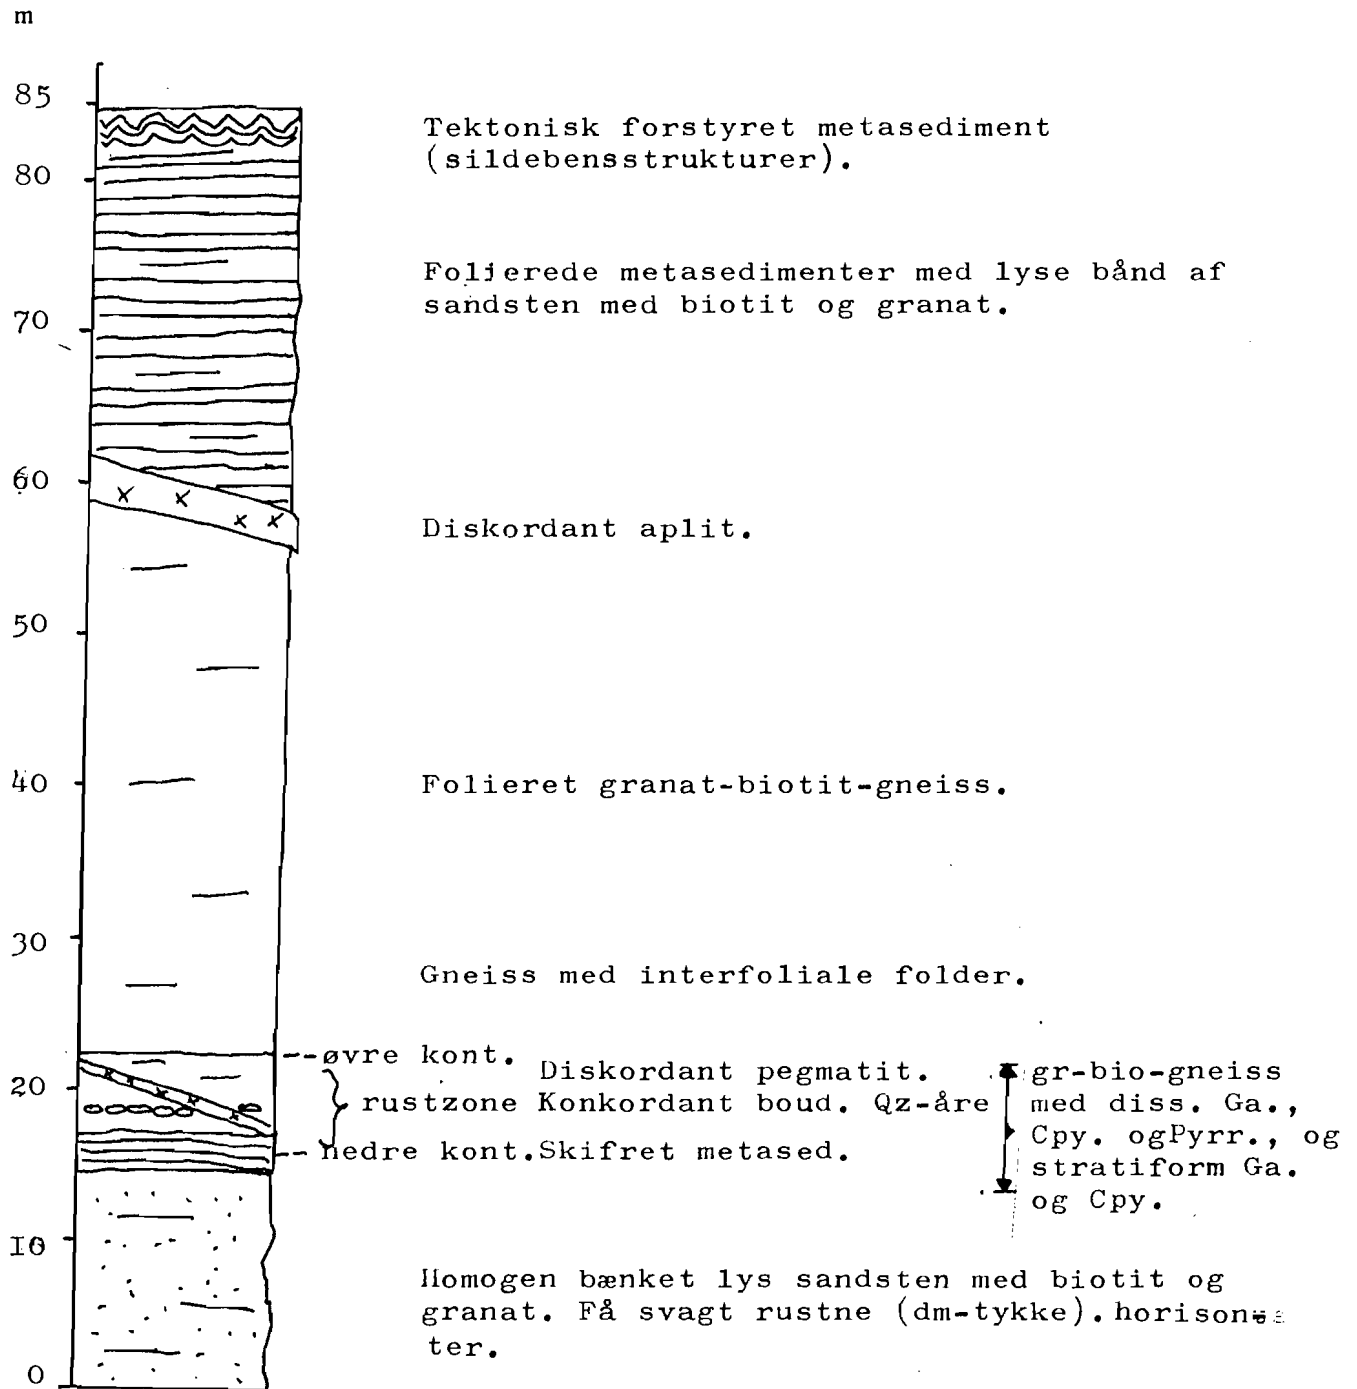 m
85
Tektonisk forstyret metasediment
(sildebensstrukturer).
80
Folierede metasedimenter med lyse bånd af
sandsten med biotit og granat.
70
60
Diskordant aplit.
50
40
Folieret granat-biotit-gneiss.
30
Gneiss med interfoliale folder.
øvre kont.
Diskordant pegmatit.
gr-bio-gneiss
20
rustzone
Konkordant boud. Qz-åre
med diss. Ga.,
Cpy. ogPyrr., og
nedre kont.
Skifret metased.
stratiform Ga.
og Cpy.
10
Homogen bænket lys sandsten med biotit og
granat. Få svagt rustne (dm-tykke).horison-
ter.
0